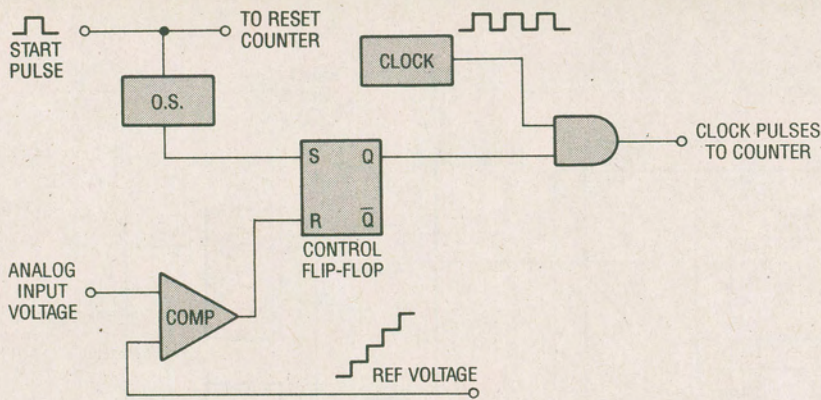 START
PULSE
TO RESET
COUNTER
CLOCK
O.S.
CLOCK PULSES
TO COUNTER
S
Q
R
Q̅
CONTROL
FLIP-FLOP
ANALOG
INPUT
VOLTAGE
COMP
REF VOLTAGE